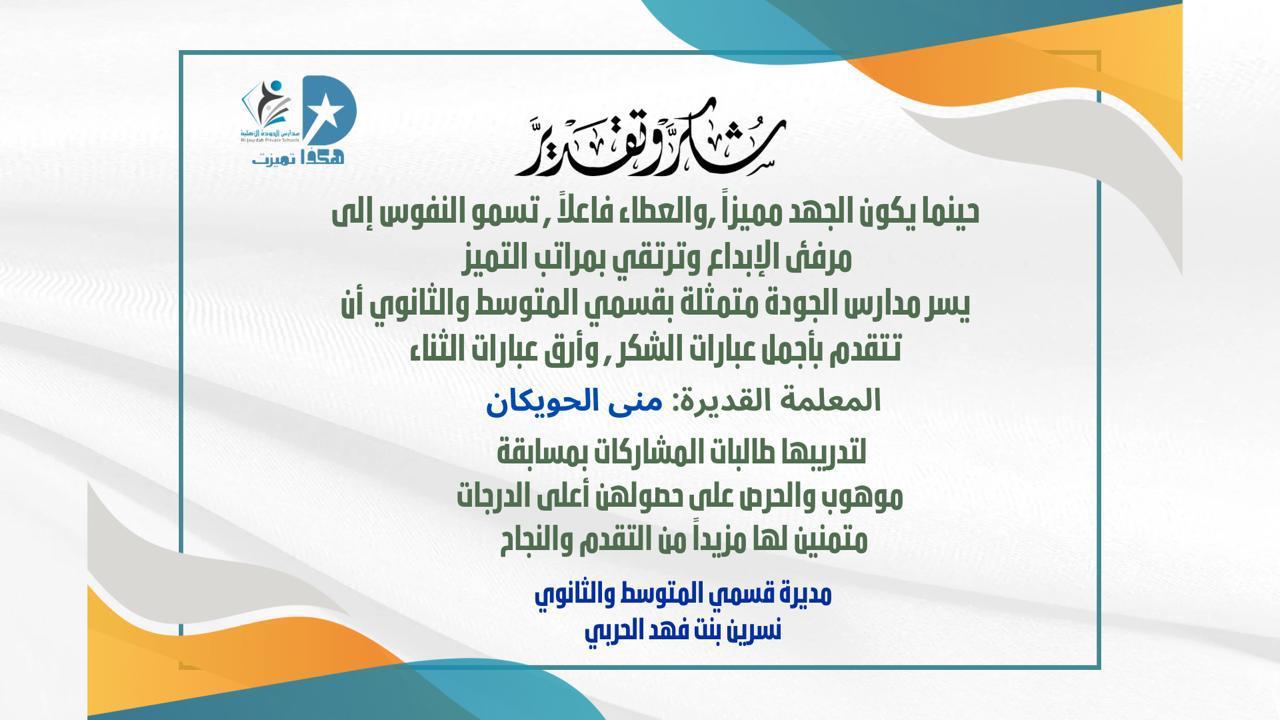 مدارس الجودة الأهلية
Al-Jawdah Private Schools
هكذا تميزت
شكر وتقدير
حينما يكون الجهد مميزاً ,والعطاء فاعلاً , تسمو النفوس إلى
مرفئ الإبداع وترتقي بمراتب التميز
يسر مدارس الجودة متمثلة بقسمي المتوسط والثانوي أن
تتقدم بأجمل عبارات الشكر , وأرق عبارات الثناء
المعلمة القديرة: منى الحويكان
لتدريبها طالبات المشاركات بمسابقة
موهوب والحرص على حصولهن أعلى الدرجات
متمنين لها مزيداً من التقدم والنجاح
مديرة قسمي المتوسط والثانوي
نسرين بنت فهد الحربي